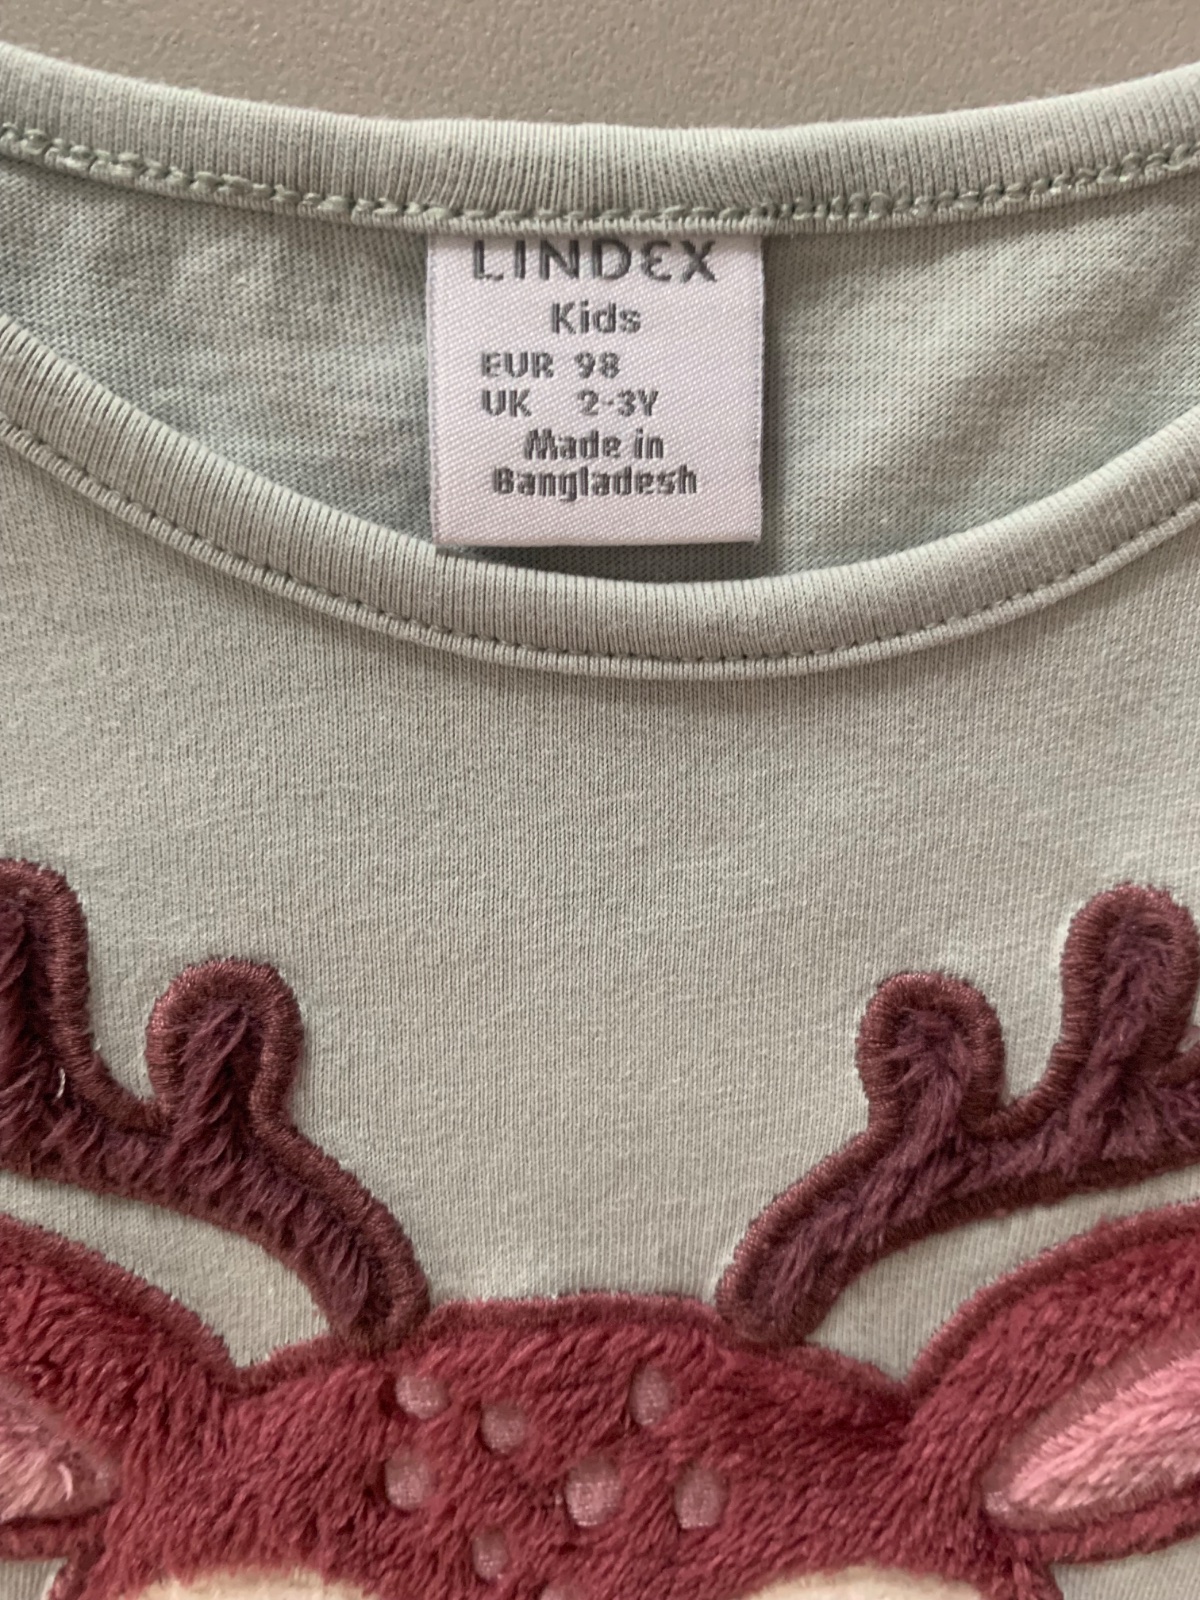 LINDEX
Kids
EUR 98
UK 2-3Y
Made in
Bangladesh